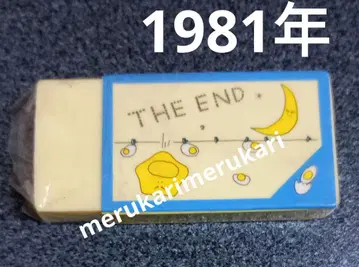 1981年
THE END.
merukarimerukari